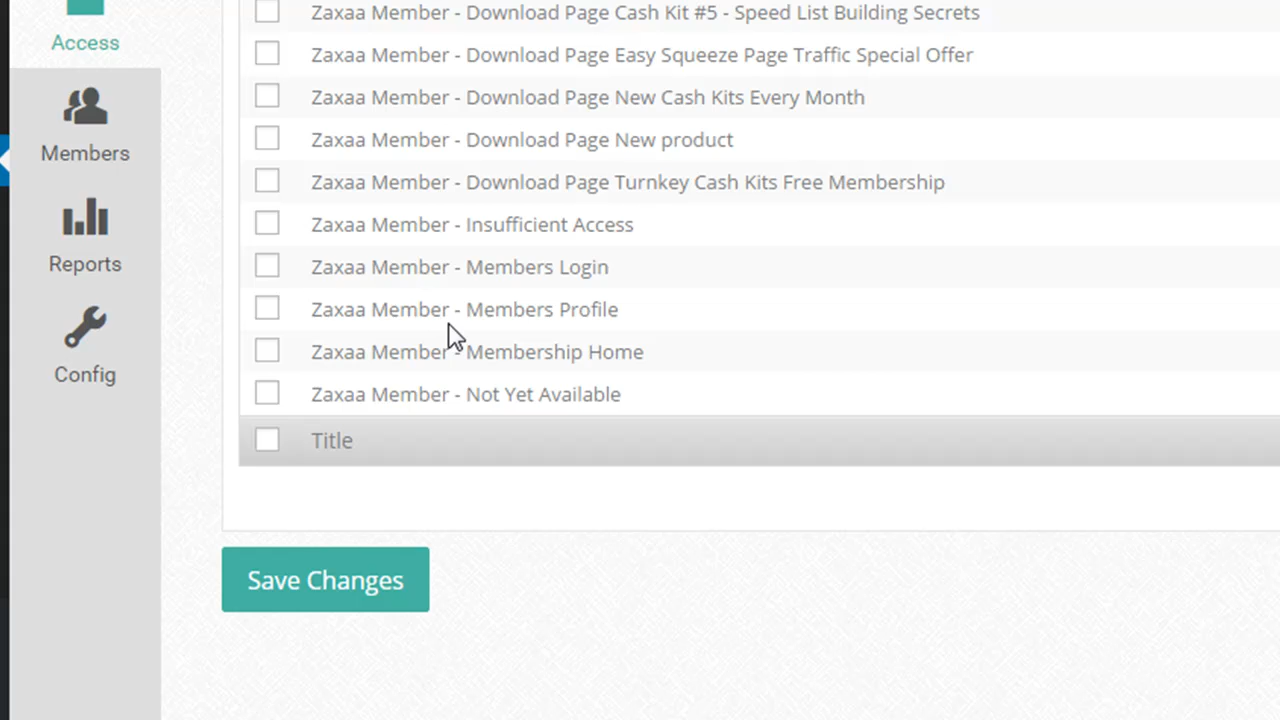 Access
Members
Reports
Config
Zaxaa Member - Download Page Cash Kit #5 - Speed List Building Secrets
Zaxaa Member - Download Page Easy Squeeze Page Traffic Special Offer
Zaxaa Member - Download Page New Cash Kits Every Month
Zaxaa Member - Download Page New product
Zaxaa Member - Download Page Turnkey Cash Kits Free Membership
Zaxaa Member - Insufficient Access
Zaxaa Member - Members Login
Zaxaa Member - Members Profile
Zaxaa Member - Membership Home
Zaxaa Member - Not Yet Available
Title
Save Changes